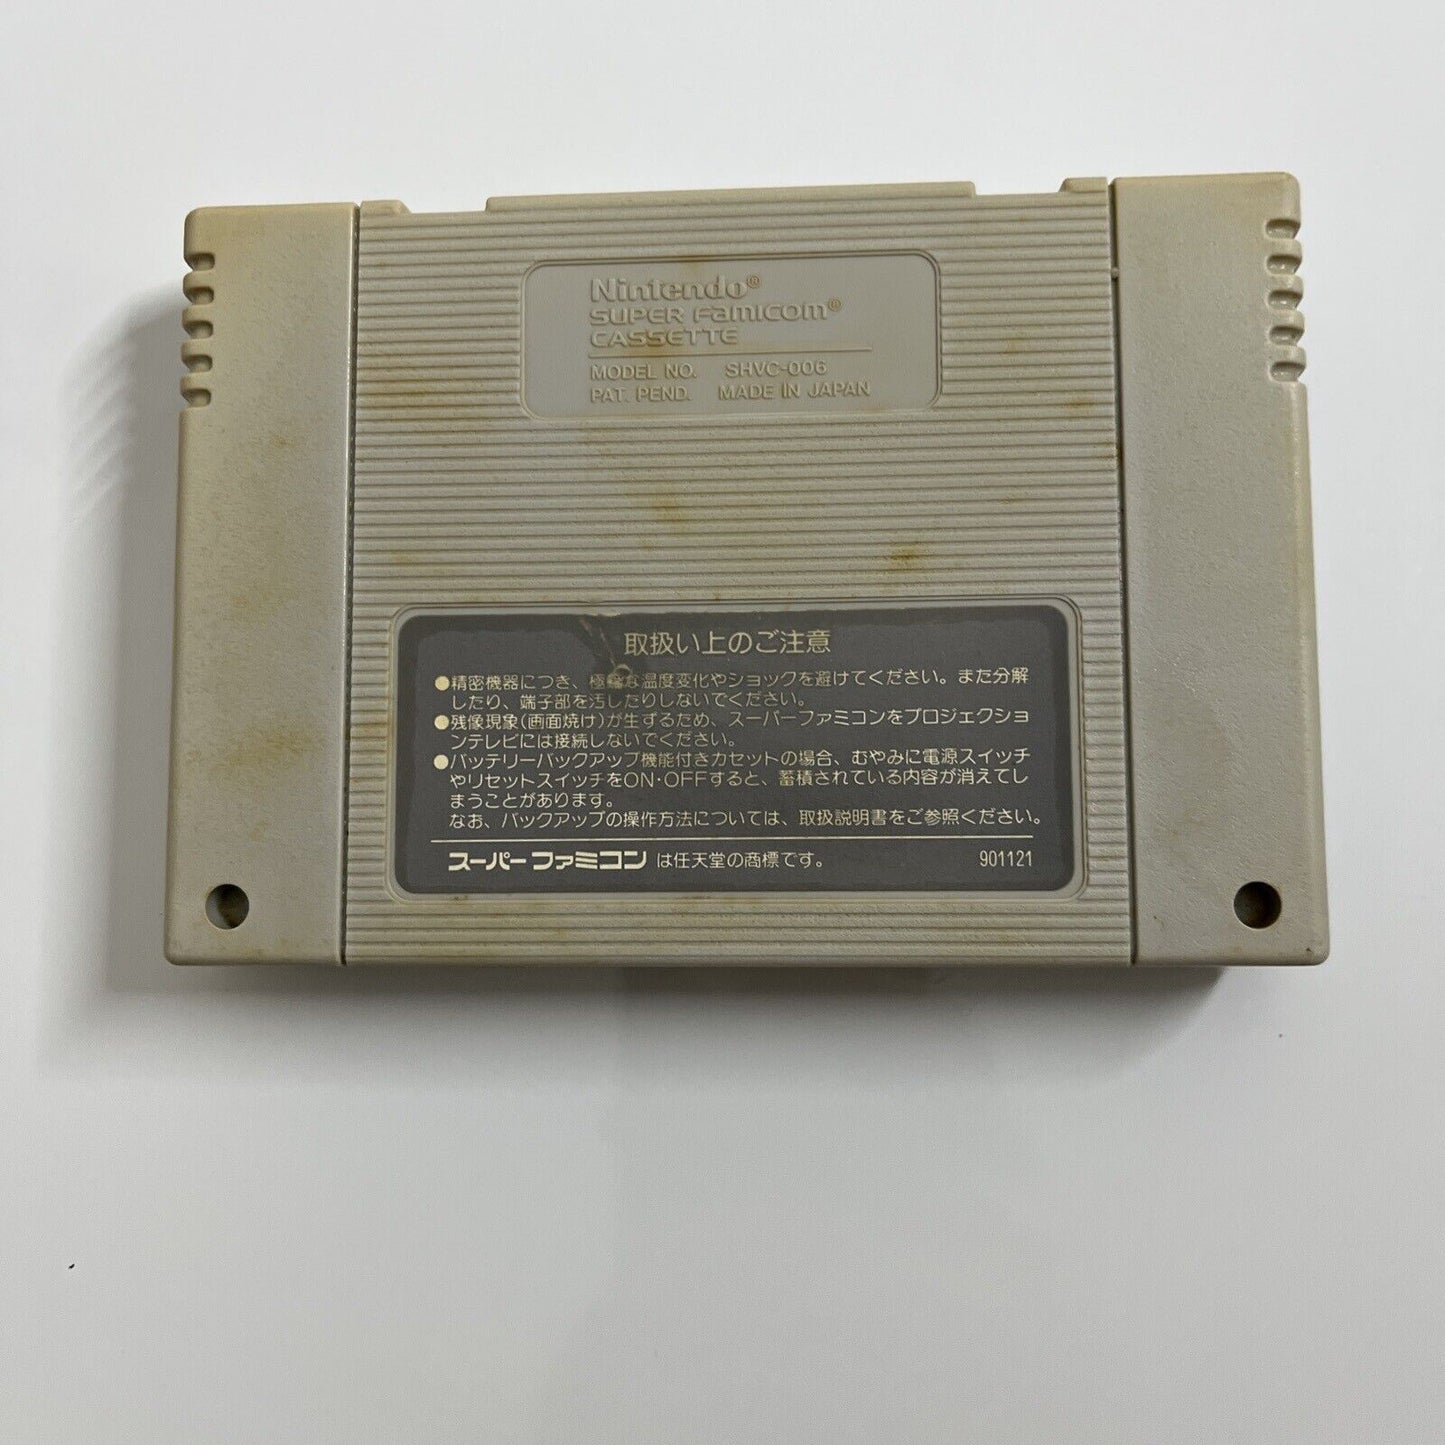 Nintendo®
SUPER FAMICOM®
CASSETTE
MODEL NO. SHVC-006
PAT. PEND. MADE IN JAPAN
取扱い上のご注意
●精密機器につき、極端な温度変化やショックを避けてください。また分解
したり、端子部を汚したりしないでください。
●残像現象(画面焼け)が生ずるため、スーパーファミコンをプロジェクショ
ンテレビには接続しないでください。
●バッテリーバックアップ機能付きカセットの場合、むやみに電源スイッチ
やリセットスイッチをON・OFFすると、蓄積されている内容が消えてし
まうことがあります。
なお、バックアップの操作方法については、取扱説明書をご参照ください。
スーパーファミコン は任天堂の商標です。 901121